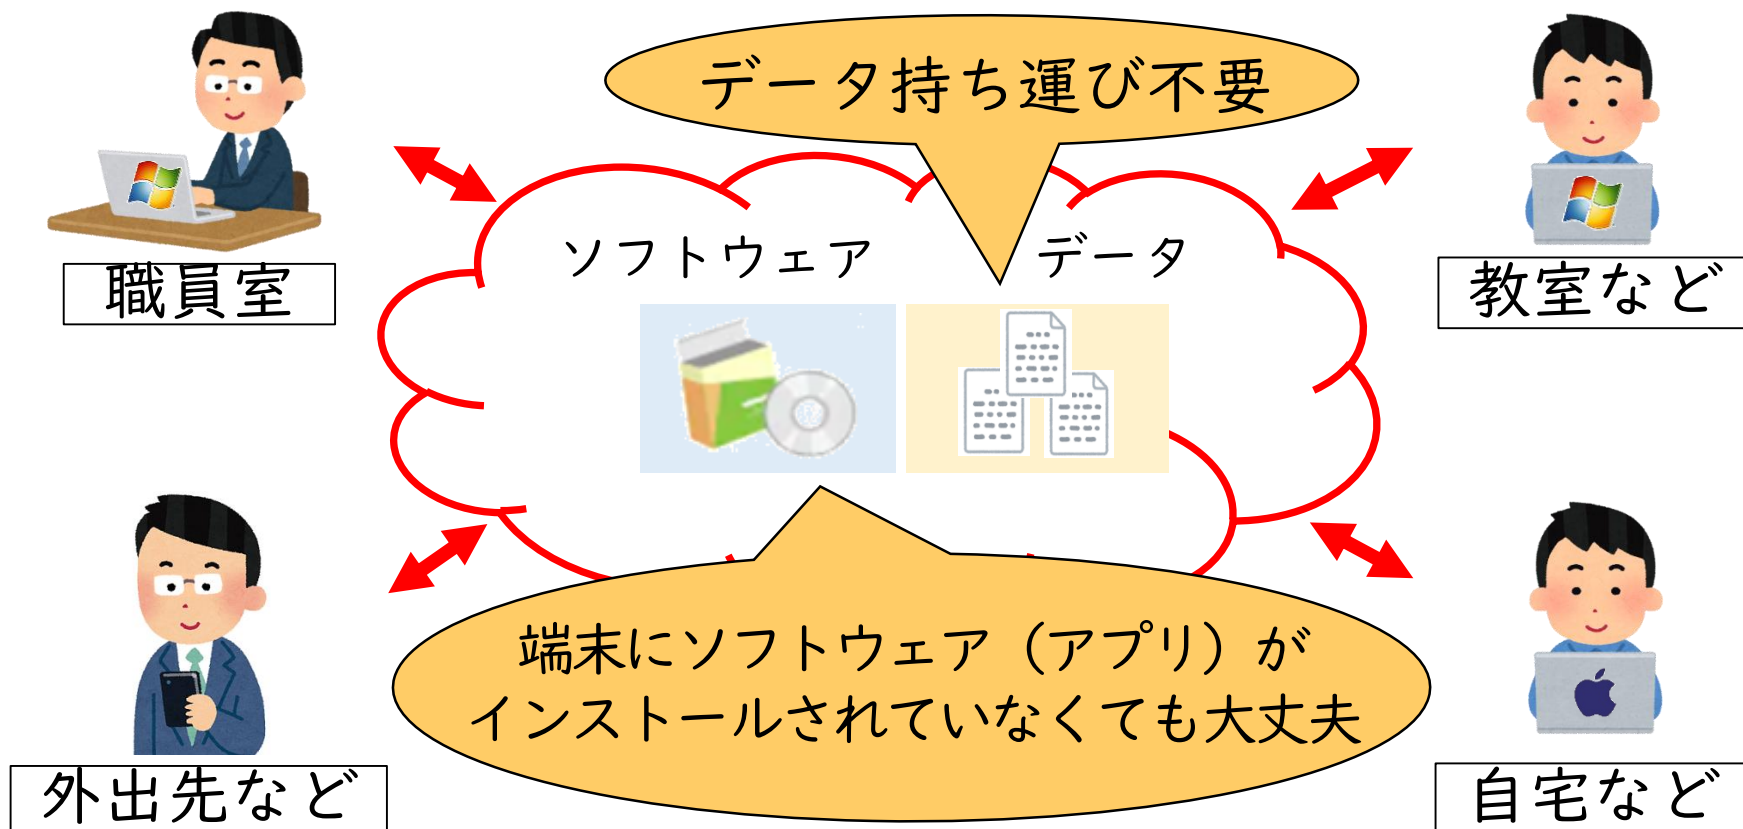 データ持ち運び不要
ソフトウェア
データ
職員室
教室など
端末にソフトウェア（アプリ）が
インストールされていなくても大丈夫
外出先など
自宅など